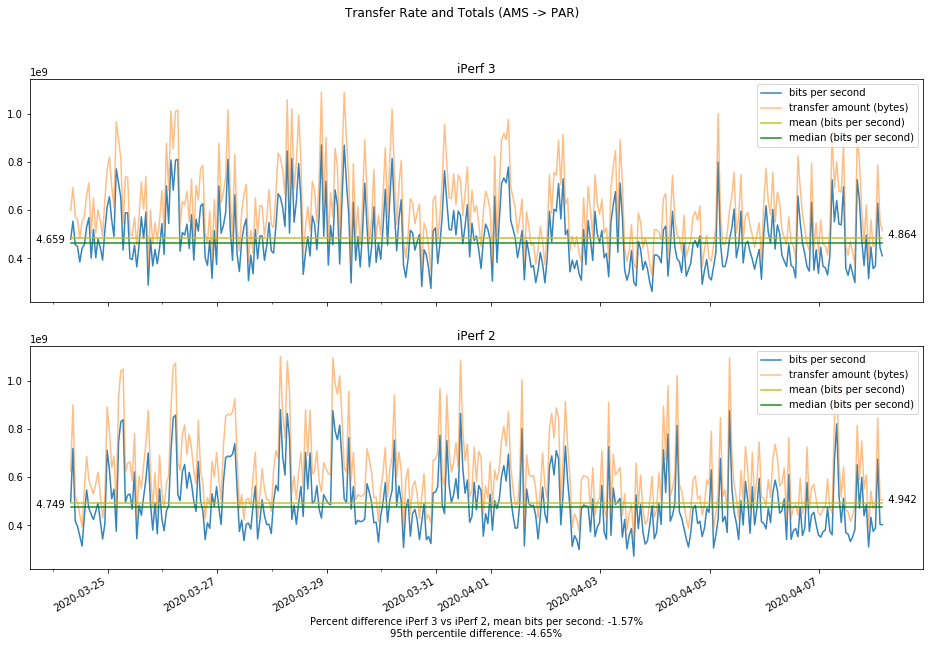 Transfer Rate and Totals (AMS -> PAR)
iPerf 3
1e9
1.0
0.8
0.6
0.4
4.659
4.864
bits per second
transfer amount (bytes)
mean (bits per second)
median (bits per second)
iPerf 2
1e9
1.0
0.8
0.6
0.4
4.749
4.942
bits per second
transfer amount (bytes)
mean (bits per second)
median (bits per second)
2020-03-25
2020-03-27
2020-03-29
2020-03-31
2020-04-01
2020-04-03
2020-04-05
2020-04-07
Percent difference iPerf 3 vs iPerf 2, mean bits per second: -1.57%
95th percentile difference: -4.65%